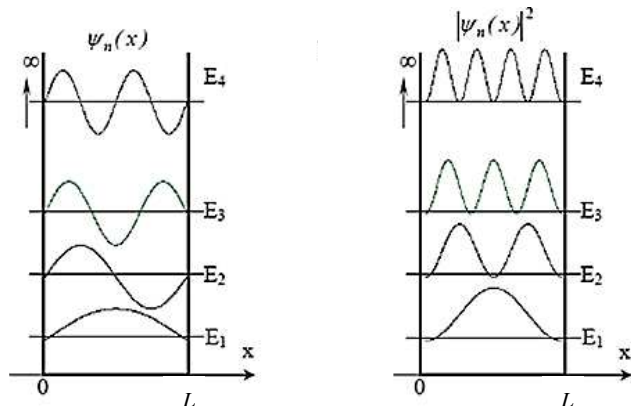 ψₙ(x)
∞
E₄
E₃
E₂
E₁
x
0
L
|ψₙ(x)|²
∞
E₄
E₃
E₂
E₁
x
0
L